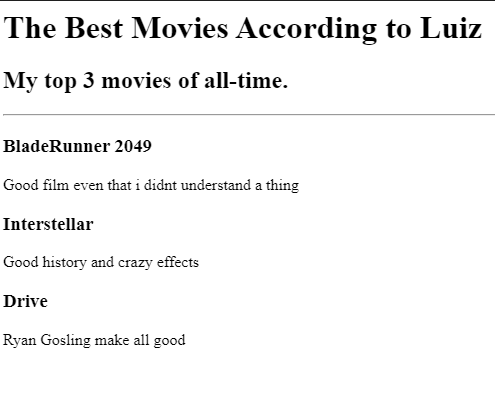 The Best Movies According to Luiz
My top 3 movies of all-time.
BladeRunner 2049
Good film even that i didnt understand a thing
Interstellar
Good history and crazy effects
Drive
Ryan Gosling make all good